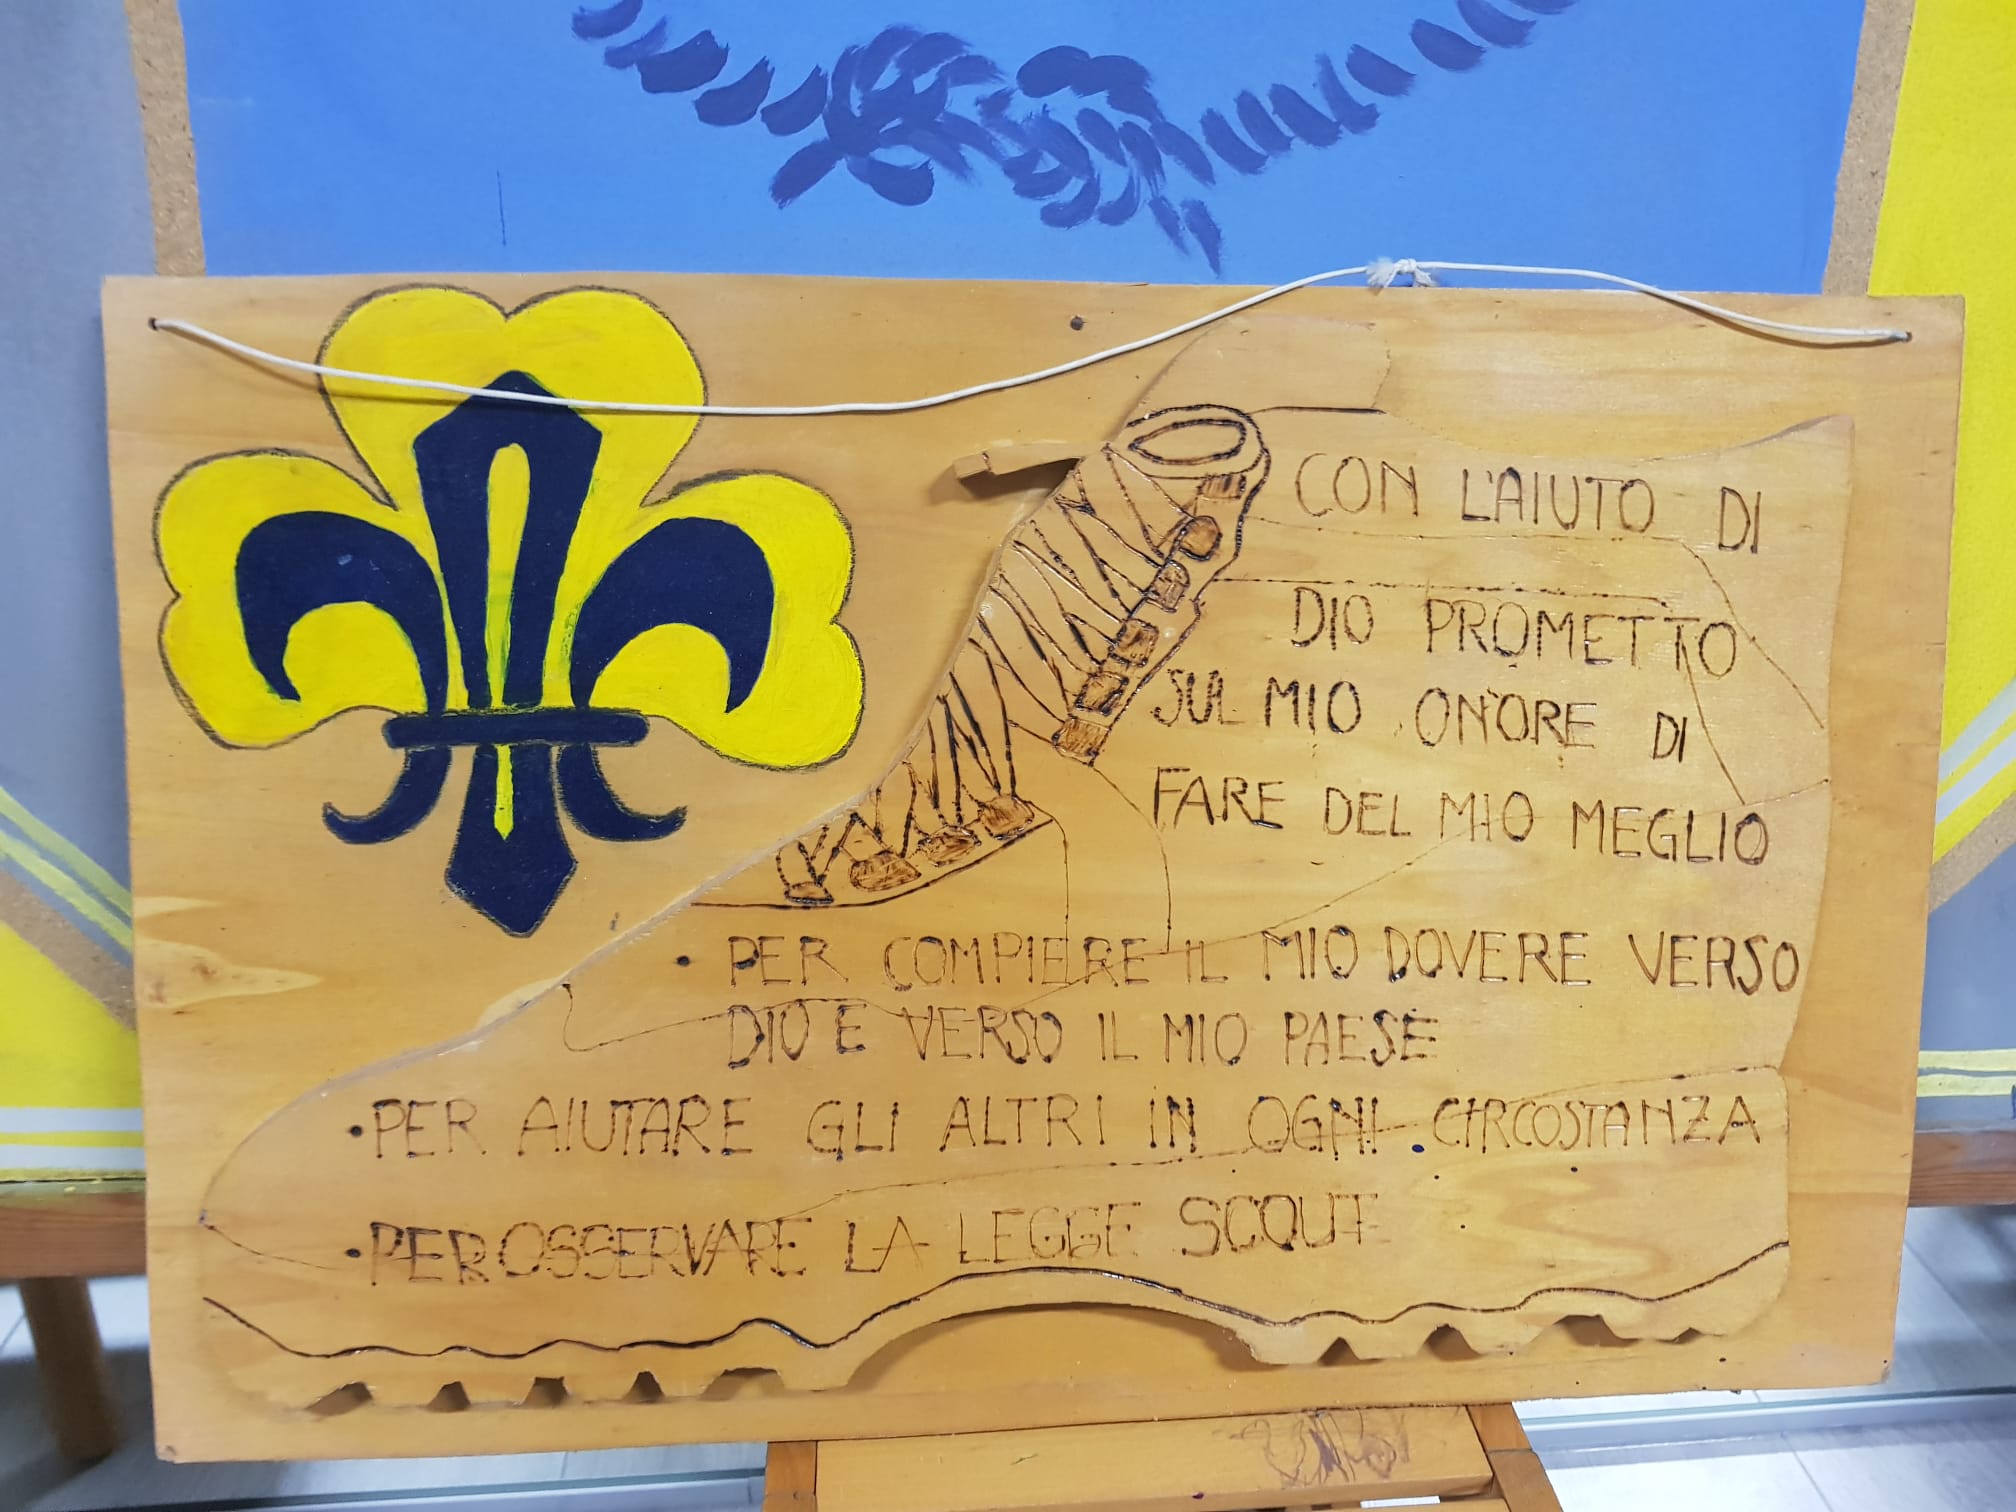 CON L'AIUTO DI
DIO PROMETTO
SUL MIO ONORE DI
FARE DEL MIO MEGLIO
• PER COMPIERE IL MIO DOVERE VERSO
DIO E VERSO IL MIO PAESE
• PER AIUTARE GLI ALTRI IN OGNI CIRCOSTANZA
• PER OSSERVARE LA LEGGE SCOUT